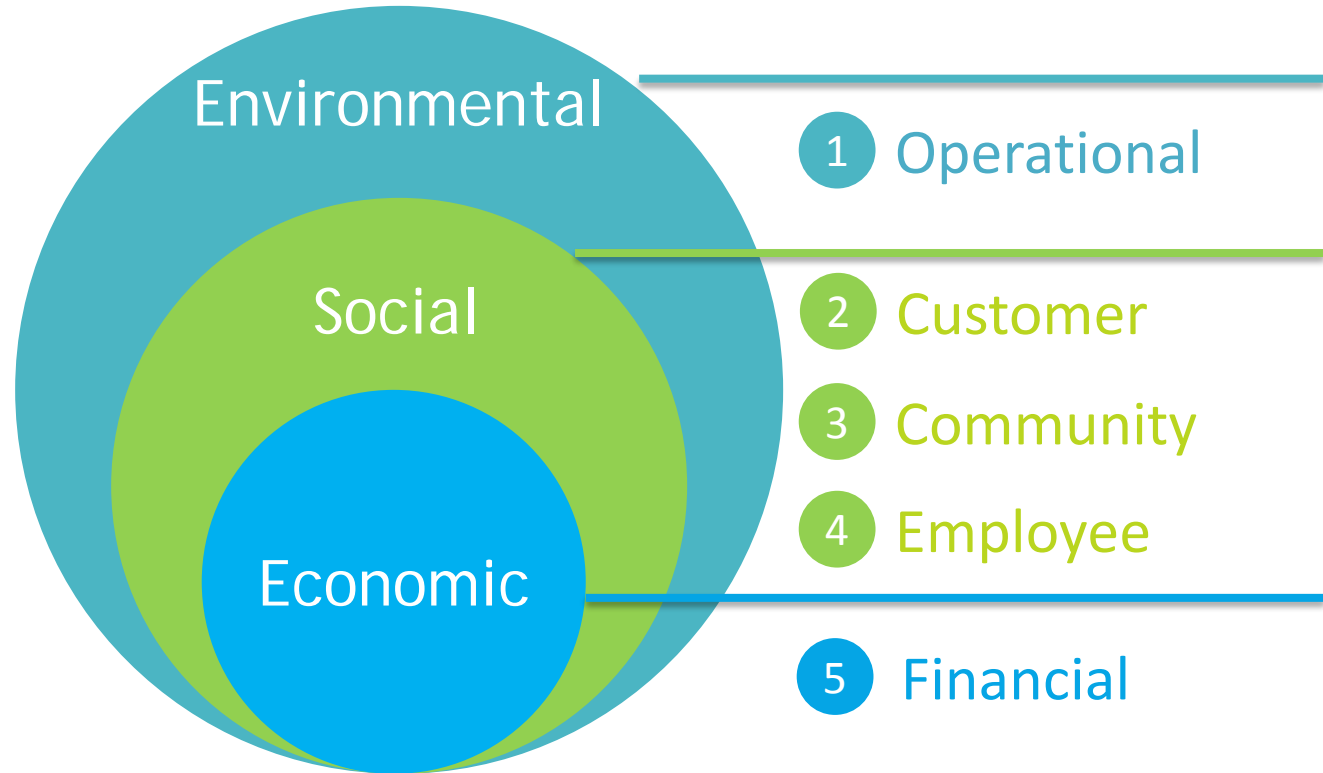 Environmental
1 Operational
Social
2 Customer
3 Community
4 Employee
Economic
5 Financial